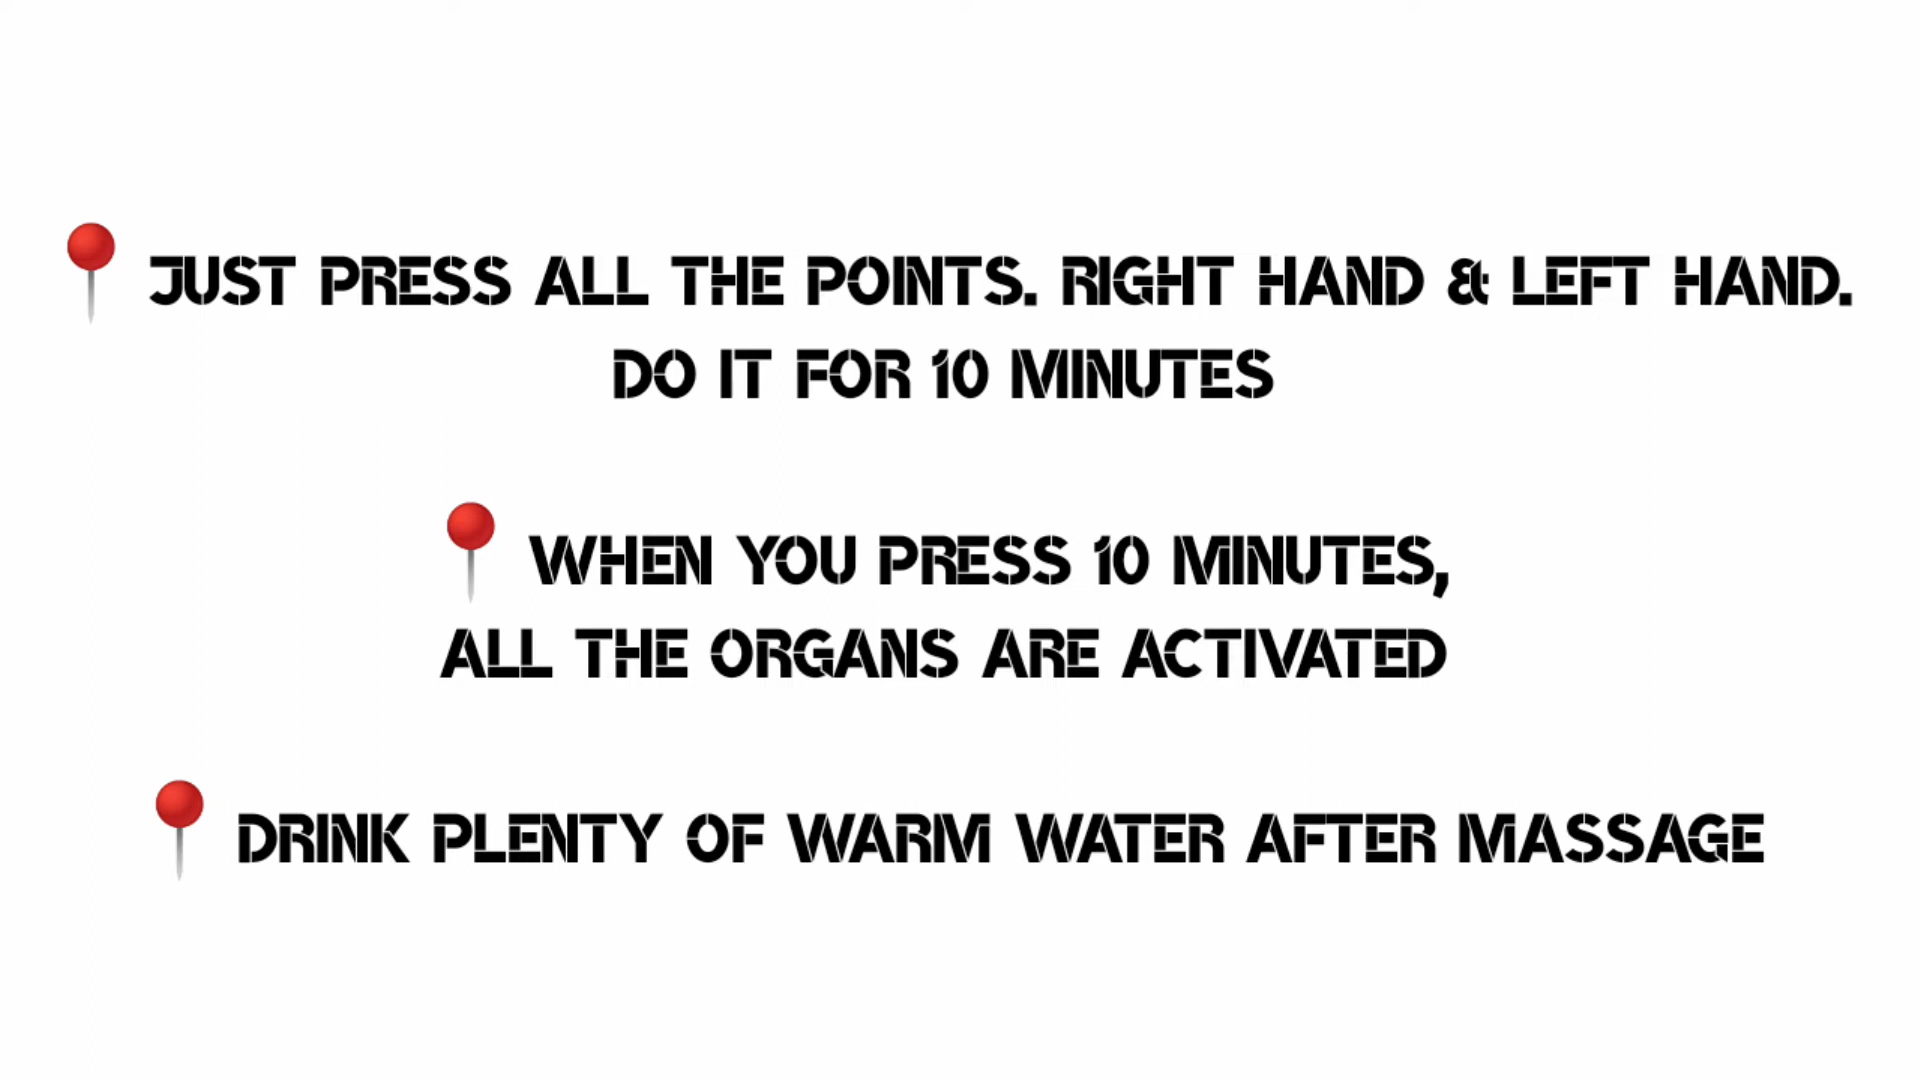 JUST PRESS ALL THE POINTS. RIGHT HAND & LEFT HAND.
DO IT FOR 10 MINUTES
WHEN YOU PRESS 10 MINUTES,
ALL THE ORGANS ARE ACTIVATED
DRINK PLENTY OF WARM WATER AFTER MASSAGE